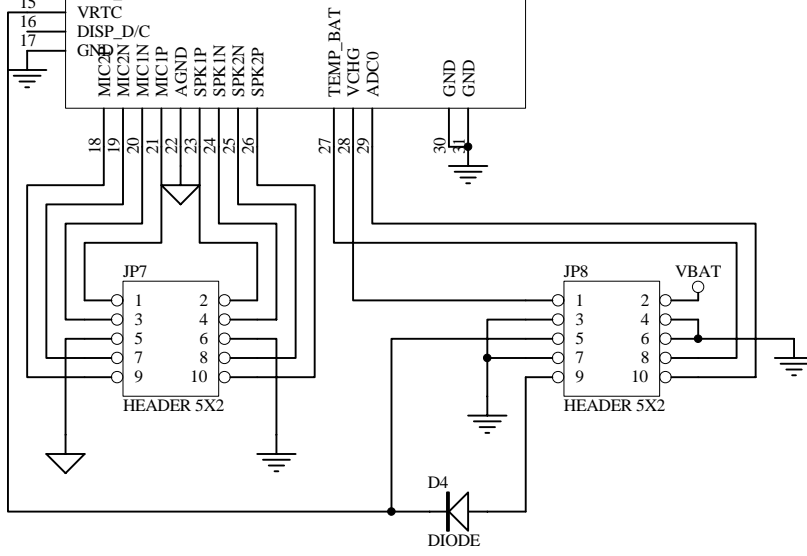 15
VRTC
16
DISP_D/C
17
GND
MIC2P
MIC2N
MIC1N
MIC1P
AGND
SPK1P
SPK1N
SPK2N
SPK2P
TEMP_BAT
VCHG
ADC0
GND
GND
18
19
20
21
22
23
24
25
26
27
28
29
30
31
JP7
1 2
3 4
5 6
7 8
9 10
HEADER 5X2
JP8
VBAT
1 2
3 4
5 6
7 8
9 10
HEADER 5X2
D4
DIODE